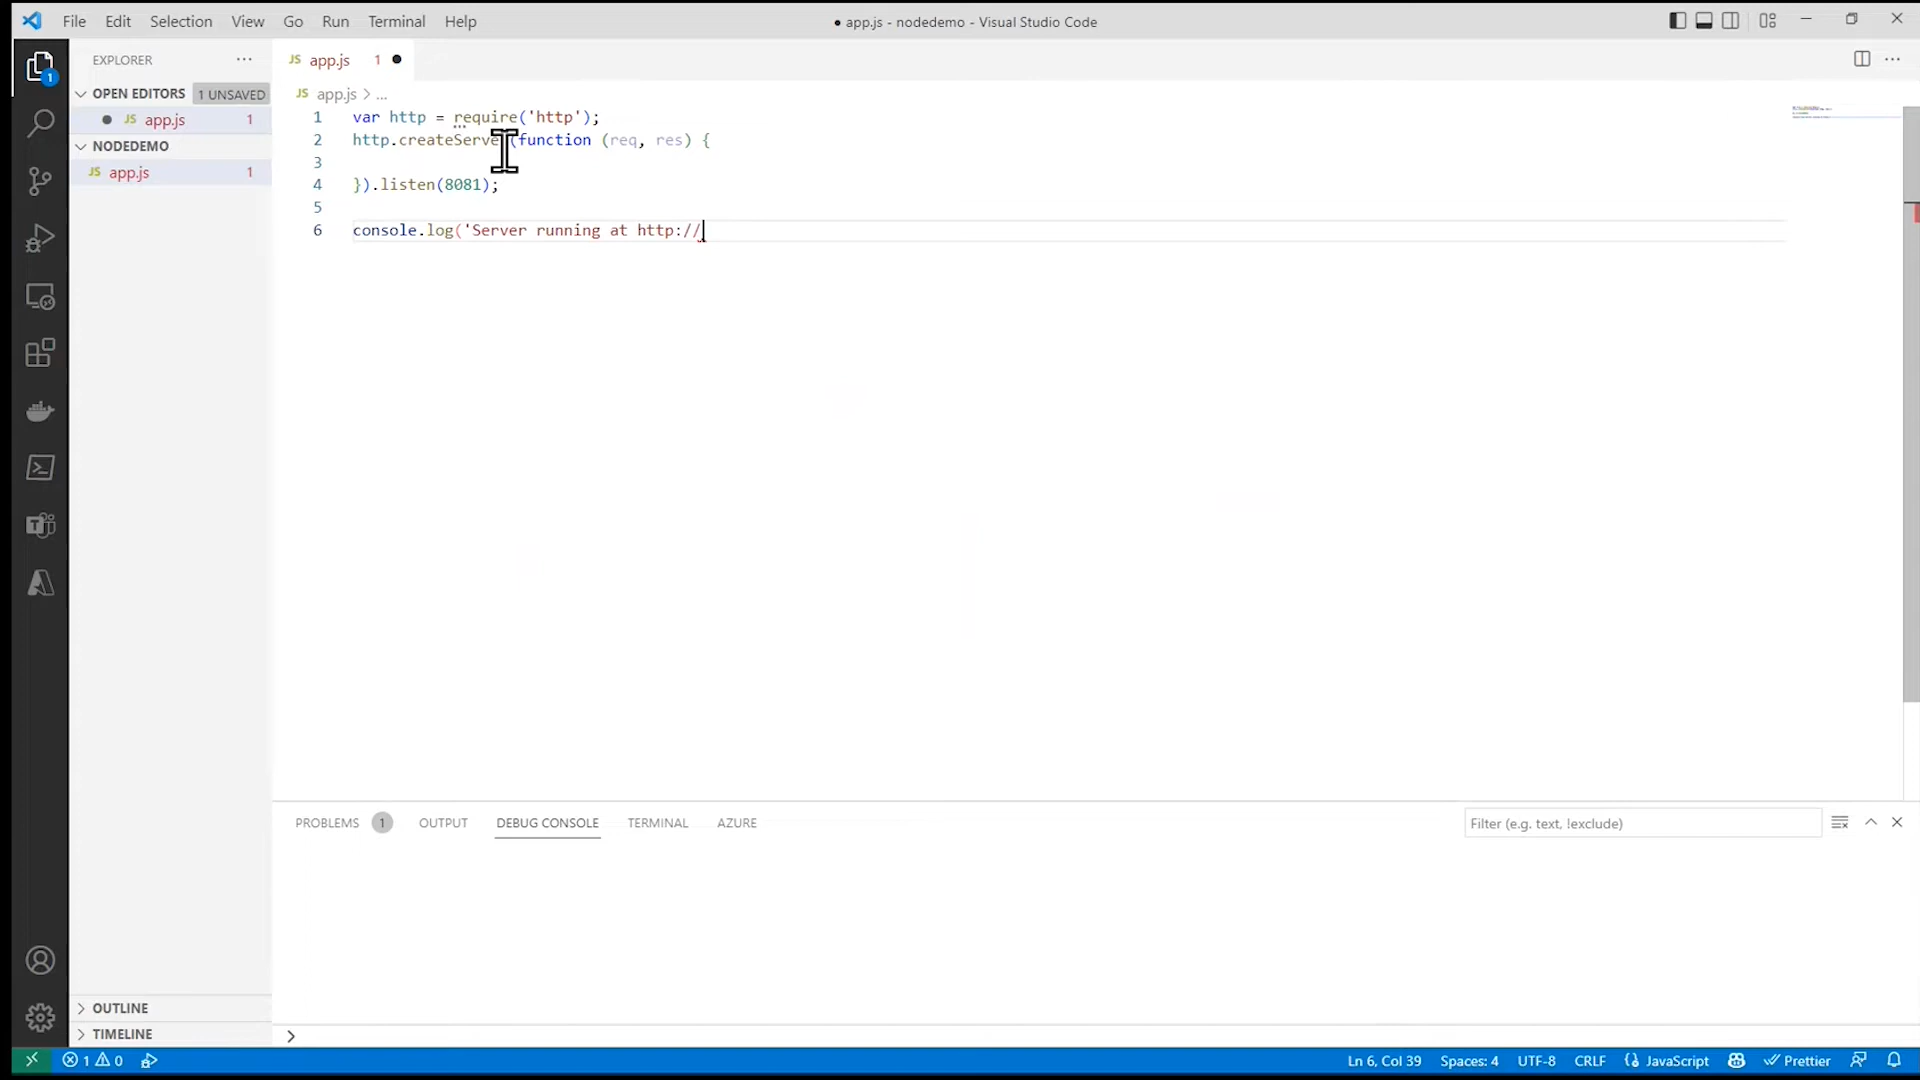 File Edit Selection View Go Run Terminal Help
● app.js - nodedemo - Visual Studio Code
EXPLORER ···
JS app.js 1 ●
OPEN EDITORS 1 UNSAVED
● JS app.js 1
NODEDEMO
JS app.js 1
JS app.js > ...
1 var http = require('http');
2 http.createServer(function (req, res) {
3
4 }).listen(8081);
5
6 console.log('Server running at http://
PROBLEMS 1 OUTPUT DEBUG CONSOLE TERMINAL AZURE
Filter (e.g. text, !exclude)
OUTLINE
TIMELINE
>
1 0
Ln 6, Col 39 Spaces: 4 UTF-8 CRLF {} JavaScript Prettier